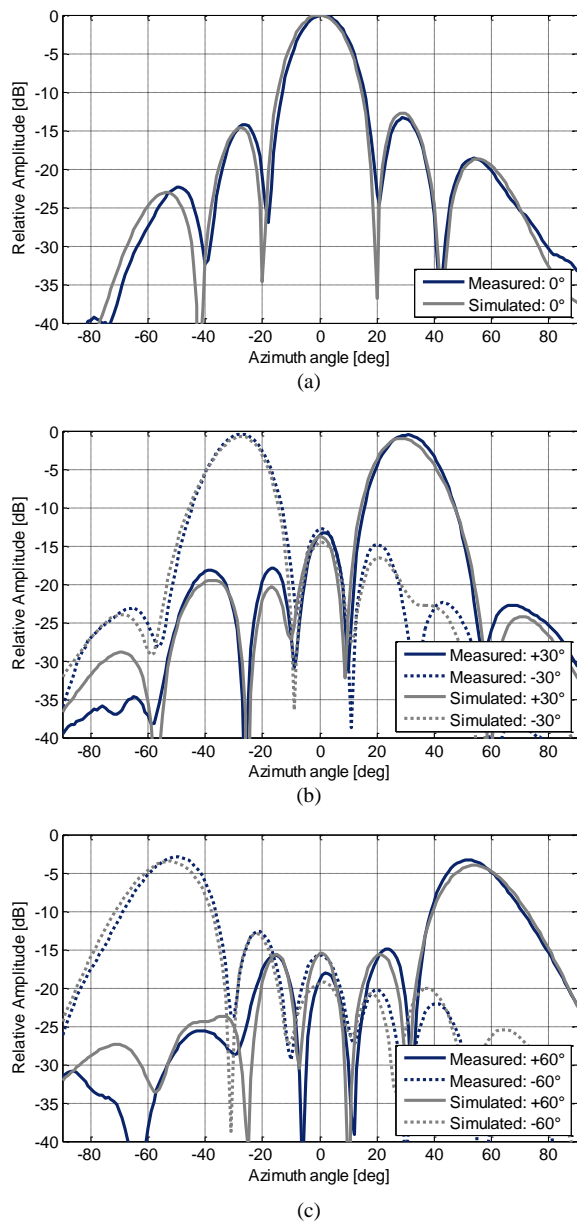 0
-5
-10
-15
-20
-25
-30
-35
-40
Relative Amplitude [dB]
-80 -60 -40 -20 0 20 40 60 80
Azimuth angle [deg]
Measured: 0°
Simulated: 0°
(a)
0
-5
-10
-15
-20
-25
-30
-35
-40
Relative Amplitude [dB]
-80 -60 -40 -20 0 20 40 60 80
Azimuth angle [deg]
Measured: +30°
Measured: -30°
Simulated: +30°
Simulated: -30°
(b)
0
-5
-10
-15
-20
-25
-30
-35
-40
Relative Amplitude [dB]
-80 -60 -40 -20 0 20 40 60 80
Azimuth angle [deg]
Measured: +60°
Measured: -60°
Simulated: +60°
Simulated: -60°
(c)